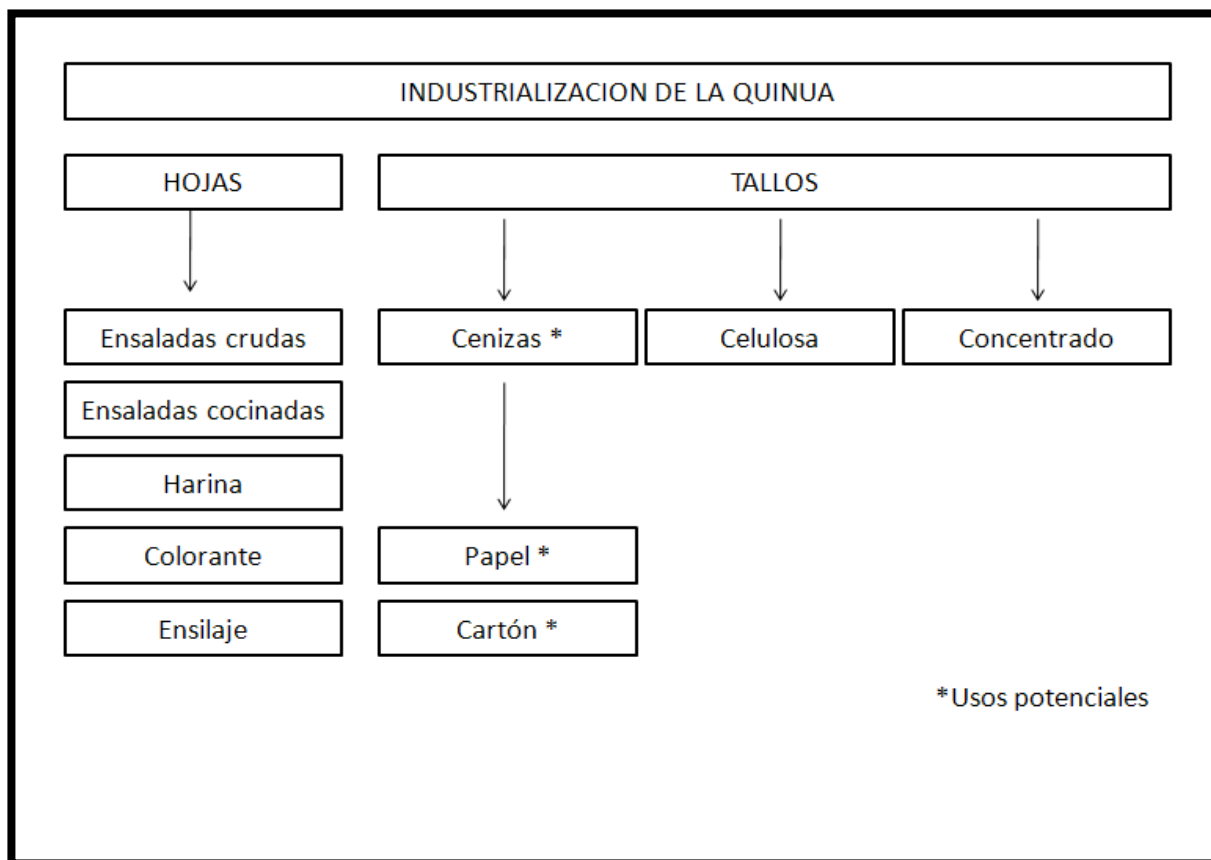 INDUSTRIALIZACION DE LA QUINUA
HOJAS
TALLOS
Ensaladas crudas
Cenizas *
Celulosa
Concentrado
Ensaladas cocinadas
Harina
Colorante
Papel *
Ensilaje
Cartón *
*Usos potenciales